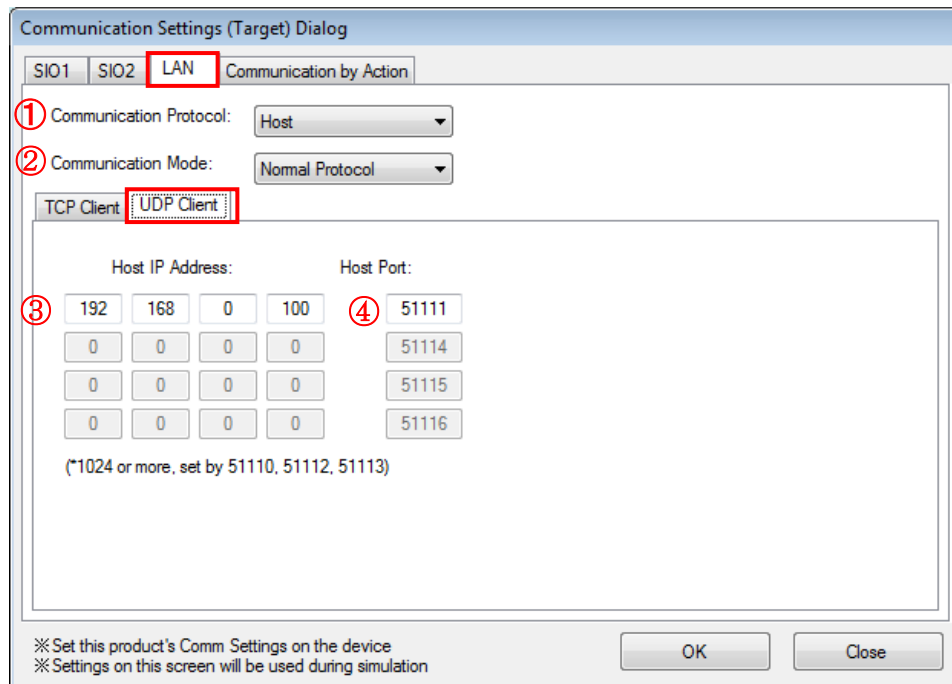 Communication Settings (Target) Dialog
SIO1 SIO2 LAN Communication by Action
① Communication Protocol: Host
② Communication Mode: Normal Protocol
TCP Client UDP Client
Host IP Address: Host Port:
③ 192 168 0 100 ④ 51111
0 0 0 0 51114
0 0 0 0 51115
0 0 0 0 51116
(*1024 or more, set by 51110, 51112, 51113)
※Set this product's Comm Settings on the device
※Settings on this screen will be used during simulation
OK Close